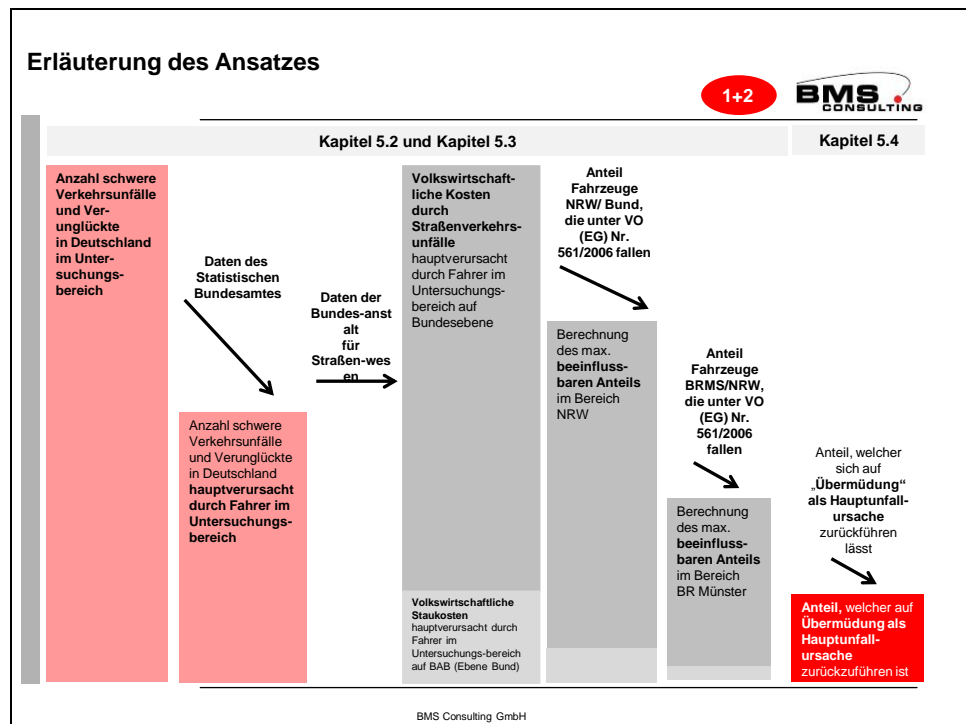 Erläuterung des Ansatzes
1+2
BMS
CONSULTING
Kapitel 5.2 und Kapitel 5.3
Kapitel 5.4
Anzahl schwere
Verkehrsunfälle
und Ver-
unglückte
in Deutschland
im Unter-
suchungs-
bereich
Daten des
Statistischen
Bundesamtes
Anzahl schwere
Verkehrsunfälle
und Verunglückte
in Deutschland
hauptverursacht
durch Fahrer im
Untersuchungs-
bereich
Daten der
Bundes-anst
alt
für
Straßen-wes
en
Volkswirtschaft-
liche Kosten
durch
Straßenverkehrs-
unfälle
hauptverursacht
durch Fahrer im
Untersuchungs-
bereich auf
Bundesebene
Volkswirtschaftliche
Staukosten
hauptverursacht durch
Fahrer im
Untersuchungs-bereich
auf BAB (Ebene Bund)
Anteil
Fahrzeuge
NRW/ Bund,
die unter VO
(EG) Nr.
561/2006 fallen
Berechnung
des max.
beeinfluss-
baren Anteils
im Bereich
NRW
Anteil
Fahrzeuge
BRMS/NRW,
die unter VO
(EG) Nr.
561/2006
fallen
Berechnung
des max.
beeinfluss-
baren Anteils
im Bereich
BR Münster
Anteil, welcher
sich auf
„Übermüdung“
als Hauptunfall-
ursache
zurückführen
lässt
Anteil, welcher auf
Übermüdung als
Hauptunfall-
ursache
zurückzuführen ist
BMS Consulting GmbH